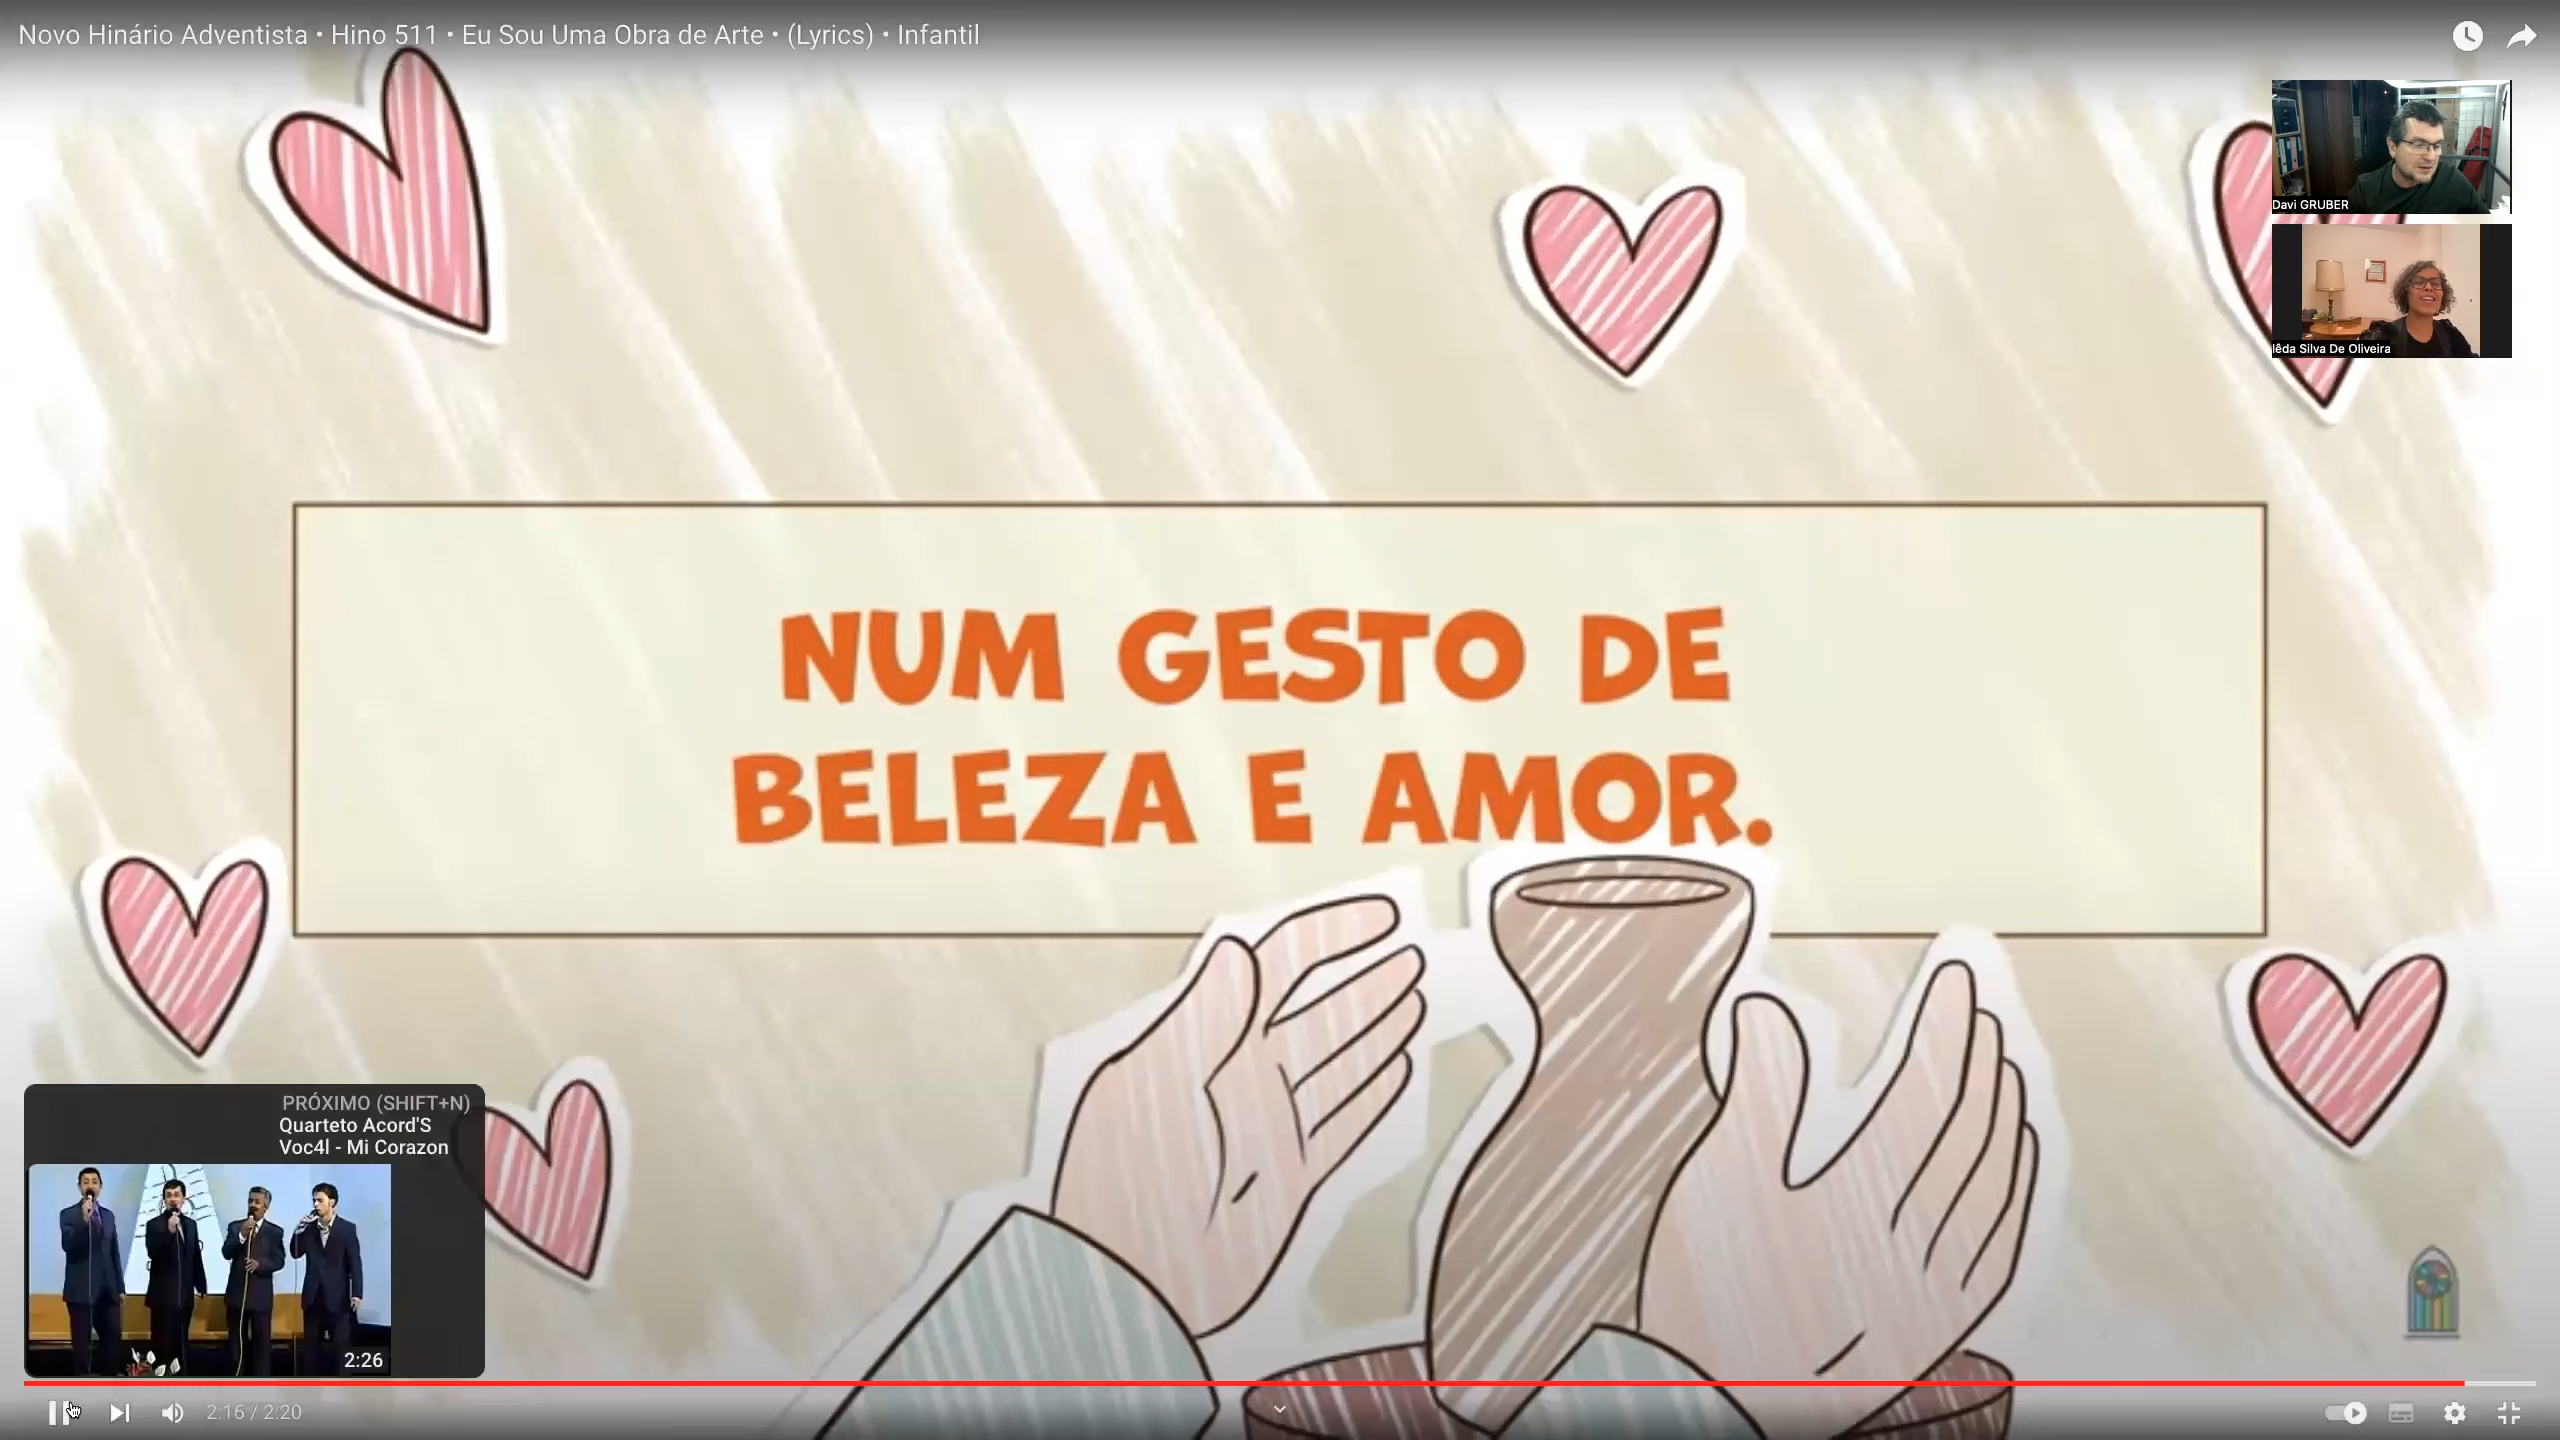 Novo Hinário Adventista • Hino 511 • Eu Sou Uma Obra de Arte • (Lyrics) • Infantil
Davi GRUBER
Iêda Silva De Oliveira
NUM GESTO DE
BELEZA E AMOR.
PRÓXIMO (SHIFT+N)
Quarteto Acord'S
Voc4l - Mi Corazon
2:26
2:16 / 2:20